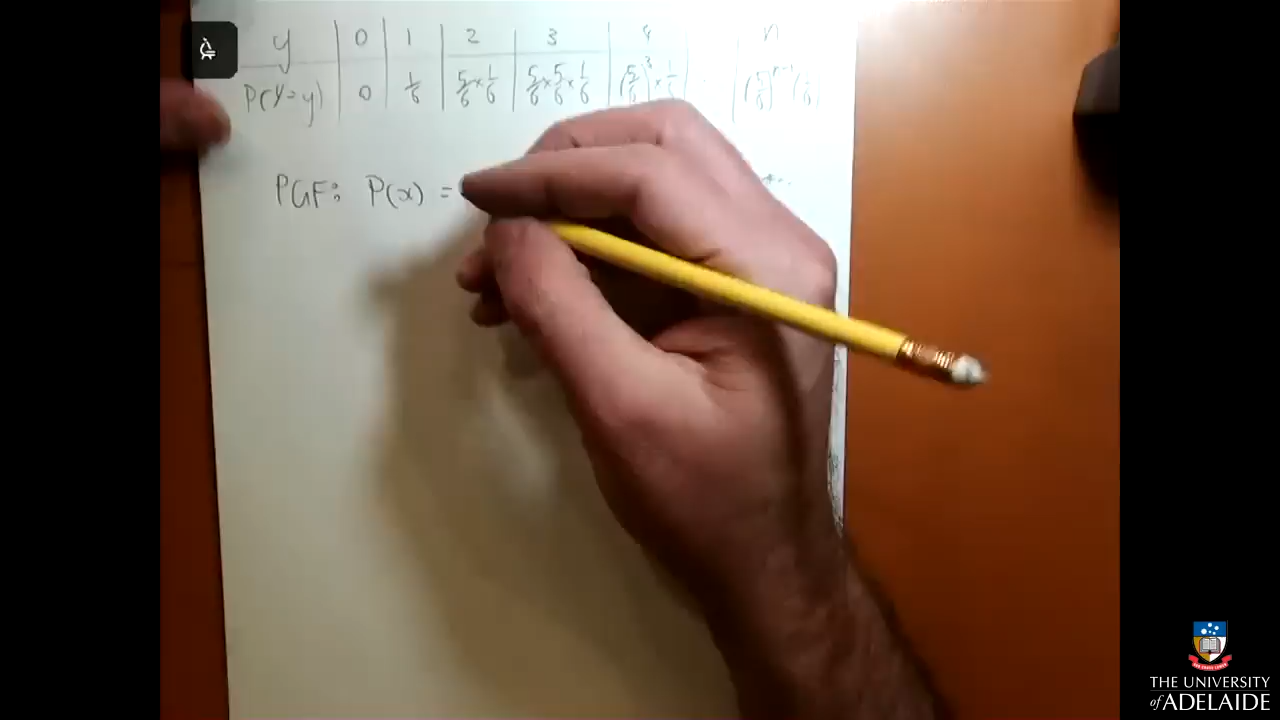 y 0 1 2 3 4 n
P(Y=y) 0 1/6 5/6×1/6 5/6×5/6×1/6 (5/6)^3×1/6 (5/6)^{n-1}(1/6)
PGF: P(x) =
THE UNIVERSITY
of ADELAIDE